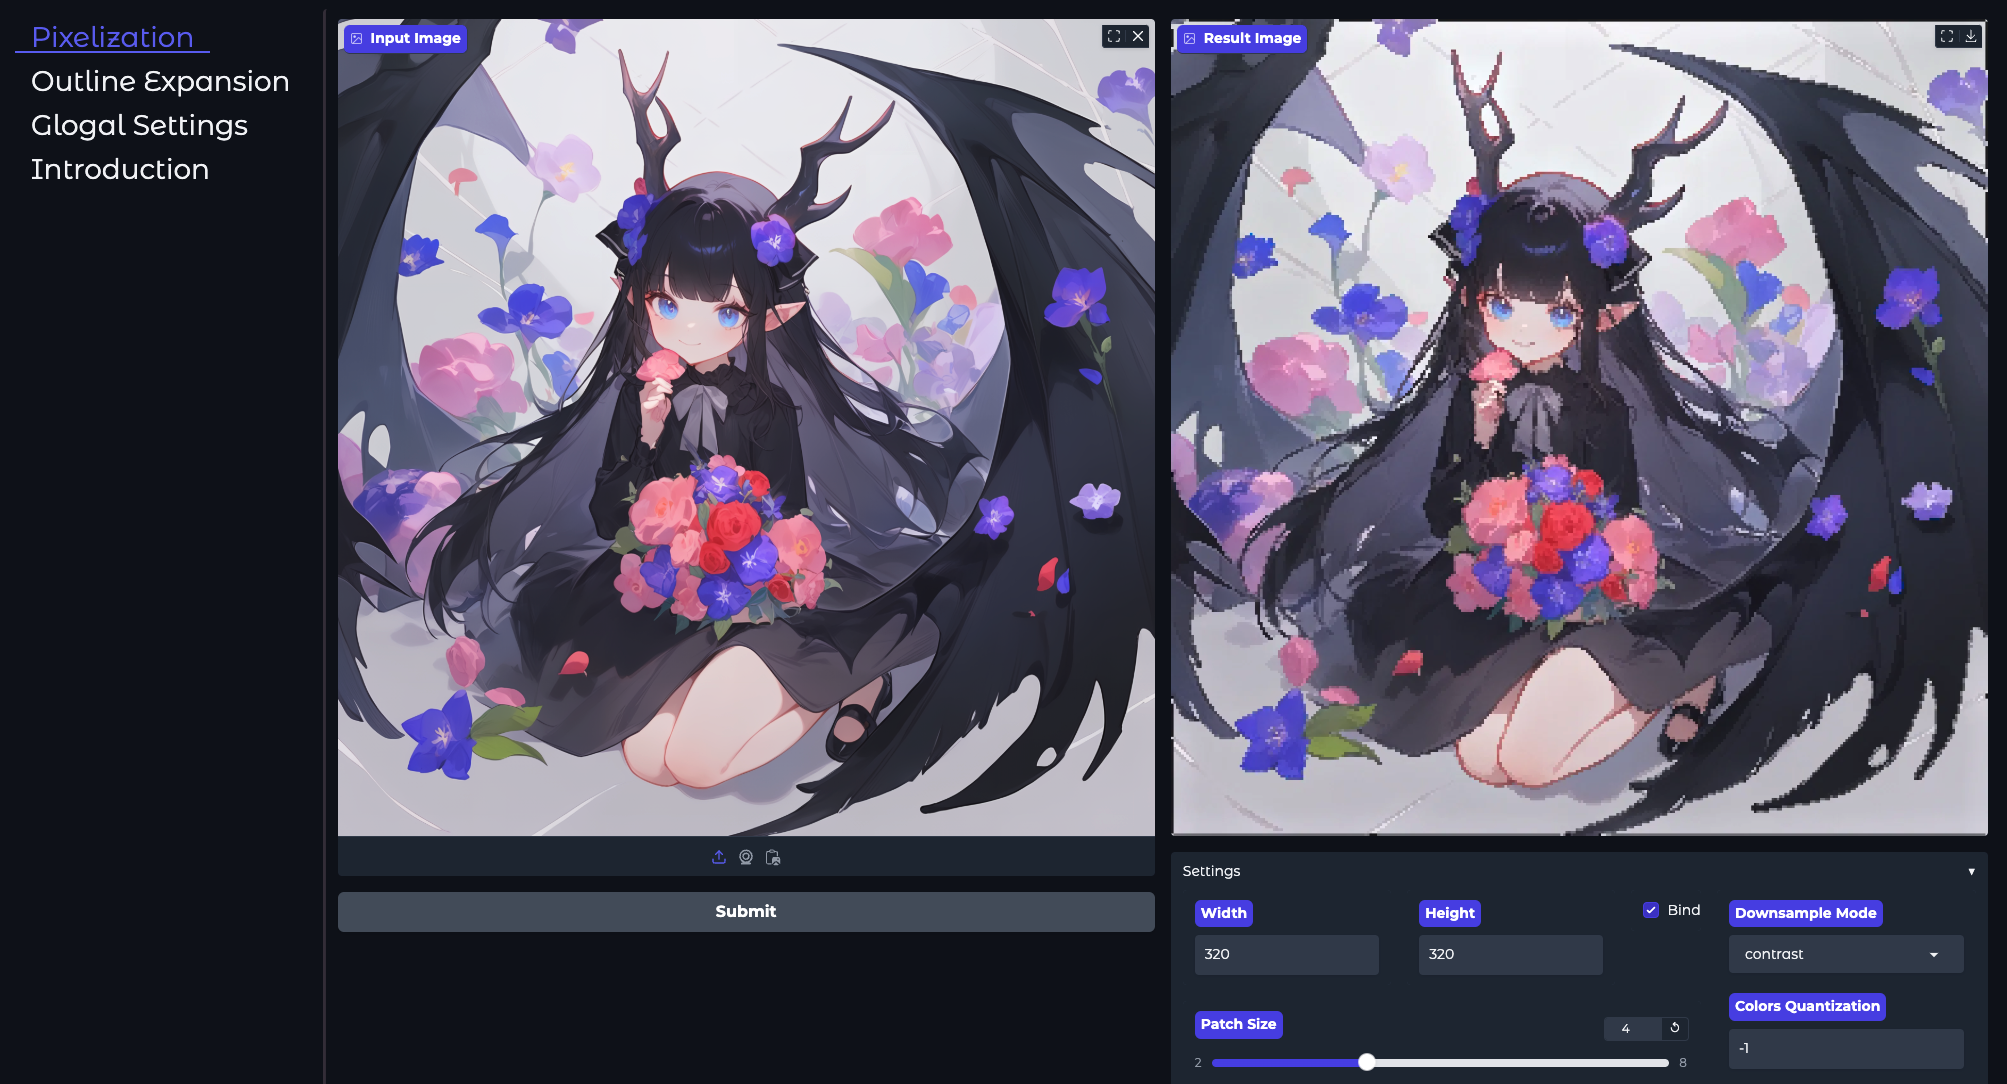 Pixelization
Outline Expansion
Glogal Settings
Introduction
Input Image
Submit
Result Image
Settings
Width
320
Height
320
Bind
Downsample Mode
contrast
Patch Size
4
2
8
Colors Quantization
-1